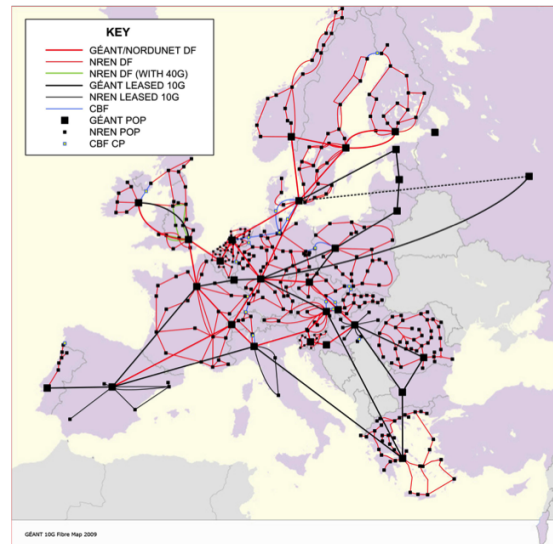 KEY
GÉANT/NORDUNET DF
NREN DF
NREN DF (WITH 40G)
GÉANT LEASED 10G
NREN LEASED 10G
CBF
GÉANT POP
NREN POP
CBF CP
GÉANT 10G Fibre Map 2009